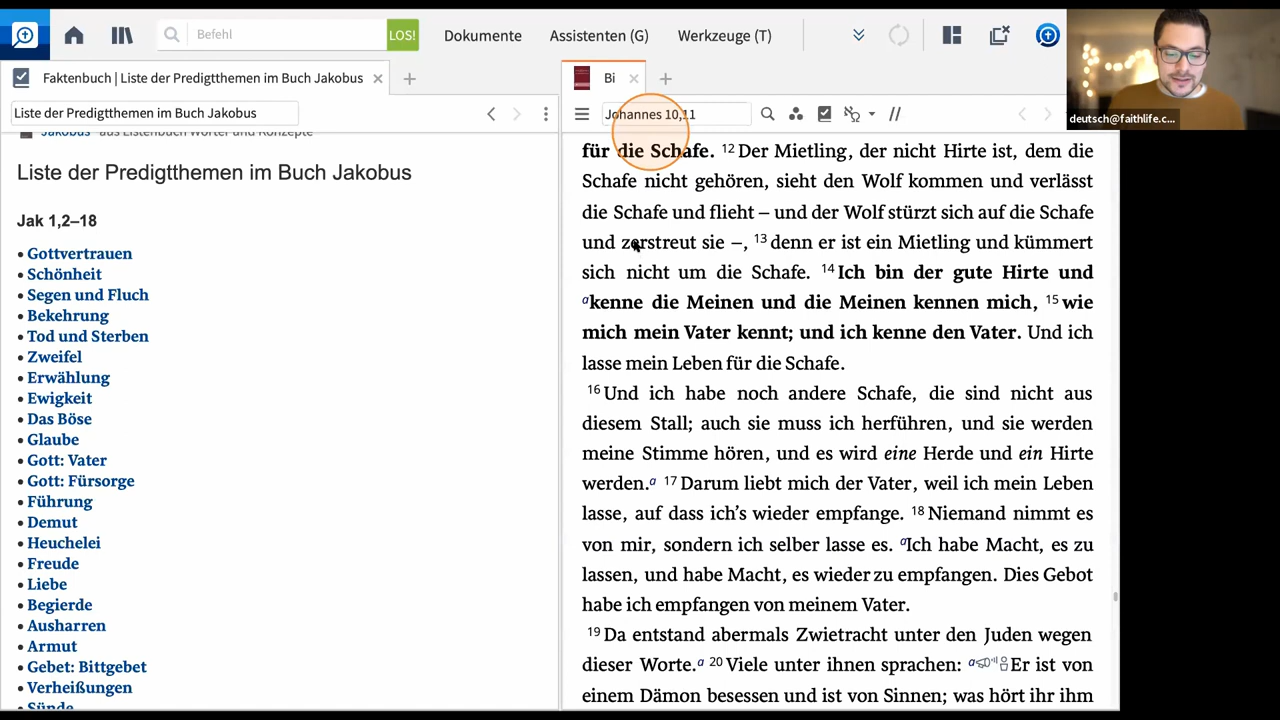 Befehl
LOS!
Dokumente
Assistenten (G)
Werkzeuge (T)
deutsch@faithlife.c...
Faktenbuch | Liste der Predigtthemen im Buch Jakobus
Bi
Liste der Predigtthemen im Buch Jakobus
Johannes 10,11
Jakobus aus Listenbuch Wörter und Konzepte
Liste der Predigtthemen im Buch Jakobus
Jak 1,2–18
• Gottvertrauen
• Schönheit
• Segen und Fluch
• Bekehrung
• Tod und Sterben
• Zweifel
• Erwählung
• Ewigkeit
• Das Böse
• Glaube
• Gott: Vater
• Gott: Fürsorge
• Führung
• Demut
• Heuchelei
• Freude
• Liebe
• Begierde
• Ausharren
• Armut
• Gebet: Bittgebet
• Verheißungen
• Sünde
für die Schafe. 12 Der Mietling, der nicht Hirte ist, dem die
Schafe nicht gehören, sieht den Wolf kommen und verlässt
die Schafe und flieht – und der Wolf stürzt sich auf die Schafe
und zerstreut sie –, 13 denn er ist ein Mietling und kümmert
sich nicht um die Schafe. 14 Ich bin der gute Hirte und
a kenne die Meinen und die Meinen kennen mich, 15 wie
mich mein Vater kennt; und ich kenne den Vater. Und ich
lasse mein Leben für die Schafe.
16 Und ich habe noch andere Schafe, die sind nicht aus
diesem Stall; auch sie muss ich herführen, und sie werden
meine Stimme hören, und es wird eine Herde und ein Hirte
werden.a 17 Darum liebt mich der Vater, weil ich mein Leben
lasse, auf dass ich's wieder empfange. 18 Niemand nimmt es
von mir, sondern ich selber lasse es. a Ich habe Macht, es zu
lassen, und habe Macht, es wieder zu empfangen. Dies Gebot
habe ich empfangen von meinem Vater.
19 Da entstand abermals Zwietracht unter den Juden wegen
dieser Worte.a 20 Viele unter ihnen sprachen: a Er ist von
einem Dämon besessen und ist von Sinnen; was hört ihr ihm